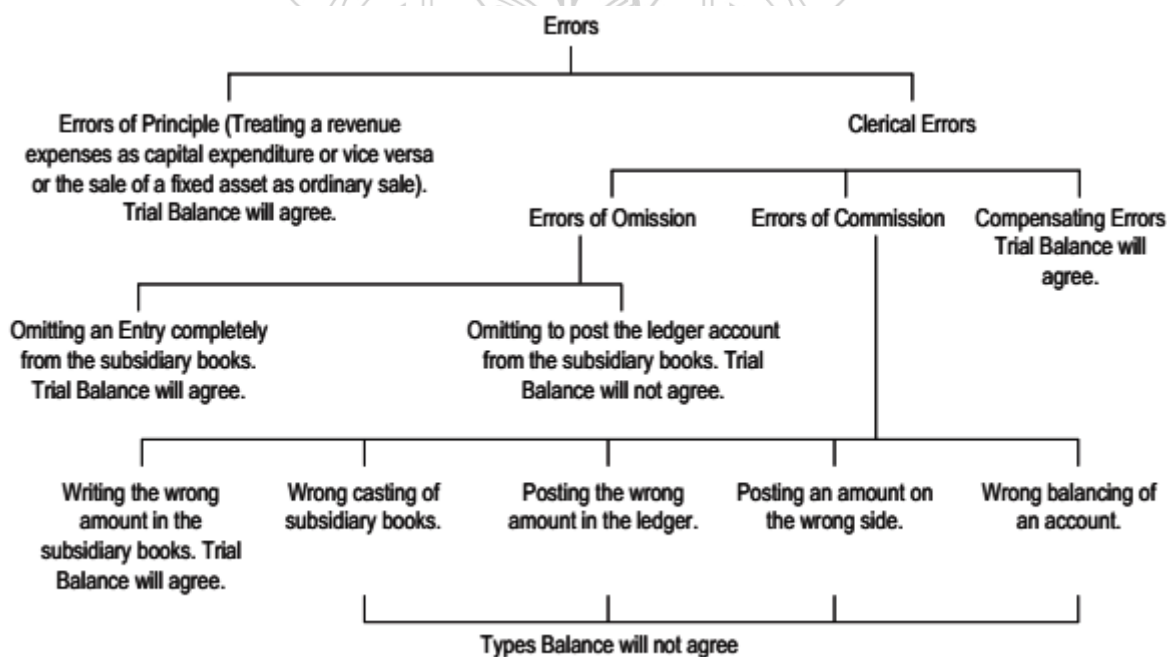 Errors
Errors of Principle (Treating a revenue
expenses as capital expenditure or vice versa
or the sale of a fixed asset as ordinary sale).
Trial Balance will agree.
Clerical Errors
Errors of Omission
Errors of Commission
Compensating Errors
Trial Balance will
agree.
Omitting an Entry completely
from the subsidiary books.
Trial Balance will agree.
Omitting to post the ledger account
from the subsidiary books. Trial
Balance will not agree.
Writing the wrong
amount in the
subsidiary books. Trial
Balance will agree.
Wrong casting of
subsidiary books.
Posting the wrong
amount in the ledger.
Posting an amount on
the wrong side.
Wrong balancing of
an account.
Types Balance will not agree